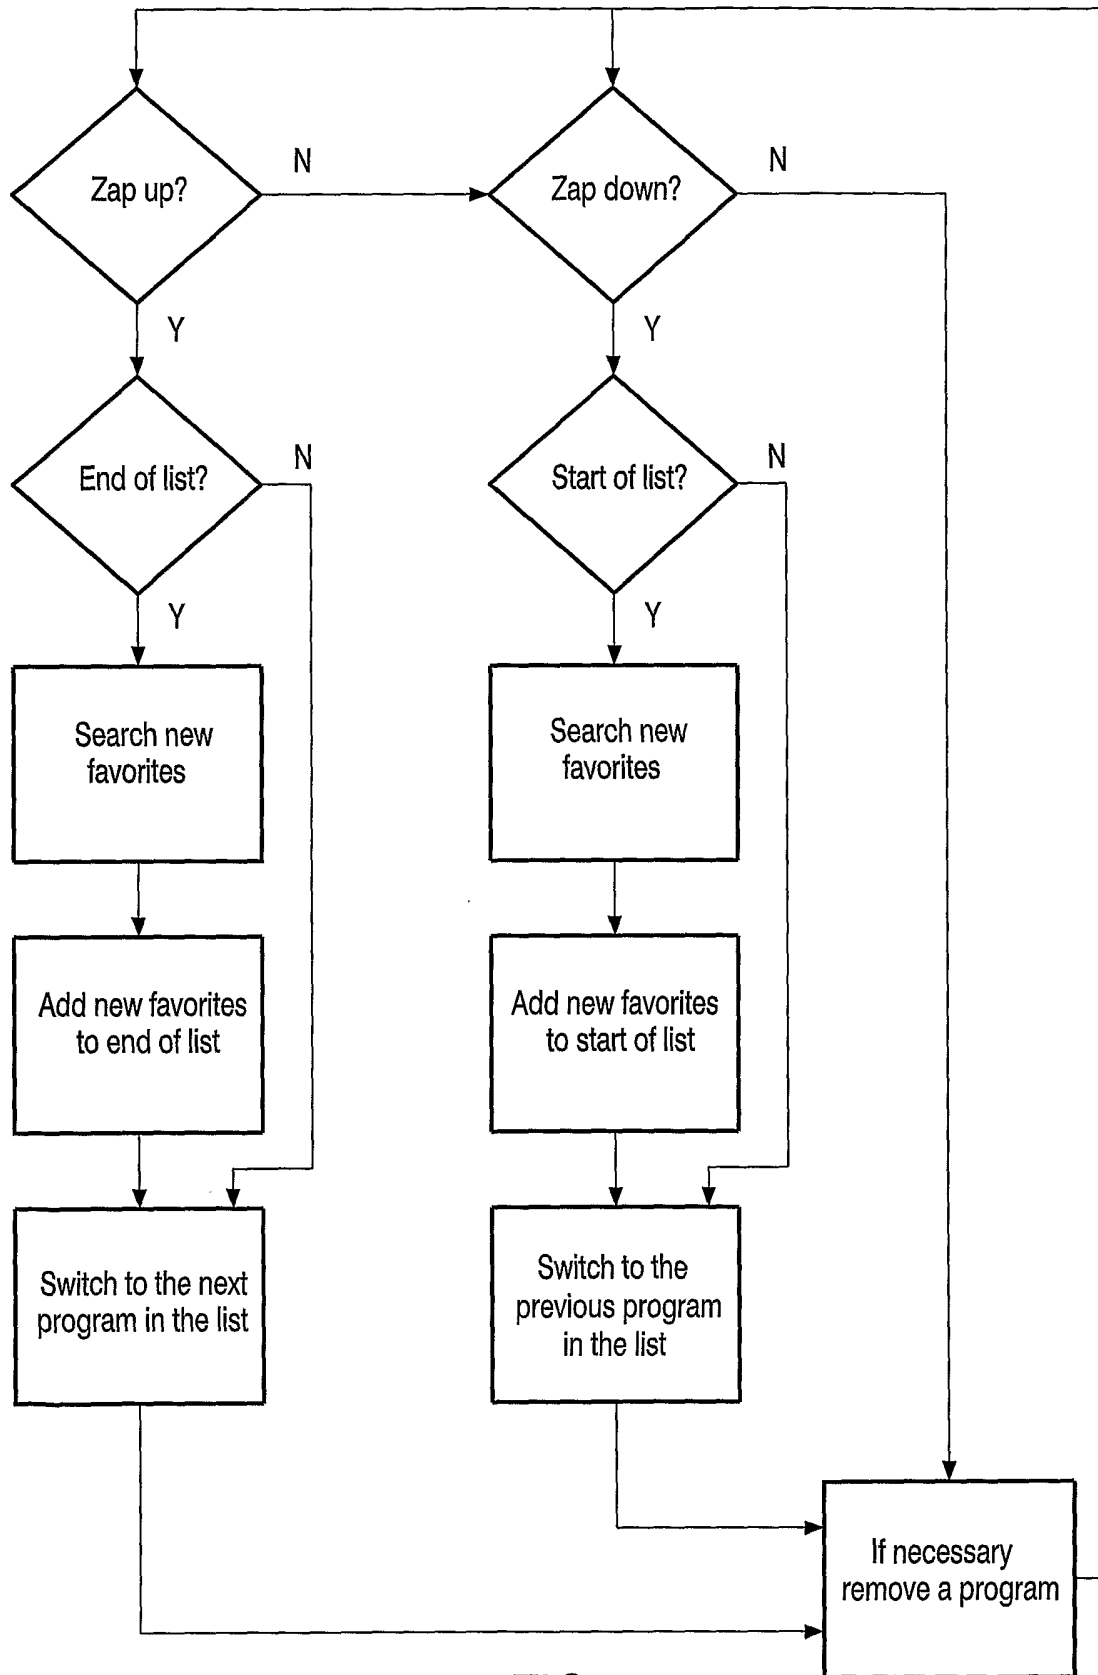 Zap up?
N
Zap down?
N
Y
Y
End of list?
N
Start of list?
N
Y
Y
Search new
favorites
Search new
favorites
Add new favorites
to end of list
Add new favorites
to start of list
Switch to the next
program in the list
Switch to the
previous program
in the list
If necessary
remove a program